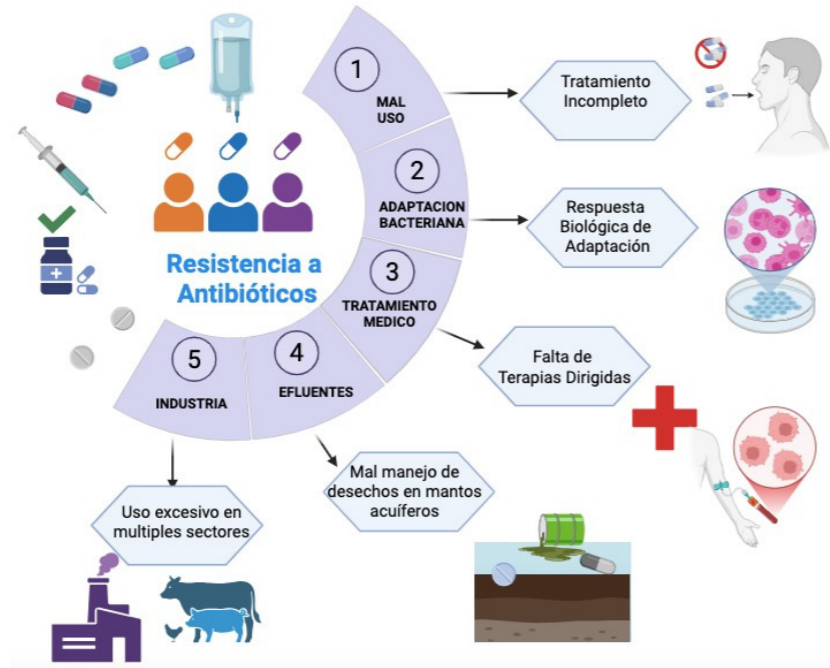 Resistencia a
Antibióticos
1
MAL
USO
Tratamiento
Incompleto
2
ADAPTACION
BACTERIANA
Respuesta
Biológica de
Adaptación
3
TRATAMIENTO
MEDICO
Falta de
Terapias Dirigidas
4
EFLUENTES
Mal manejo de
desechos en mantos
acuíferos
5
INDUSTRIA
Uso excesivo en
multiples sectores